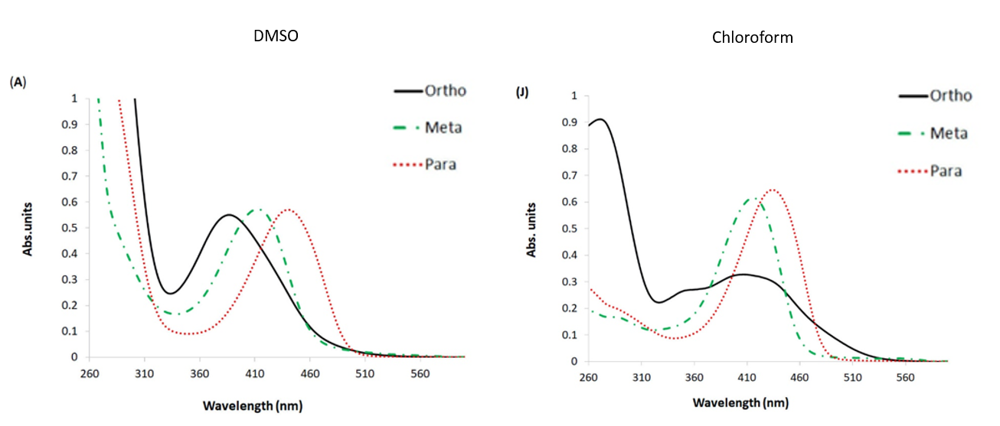 DMSO
(A)
Ortho
Meta
Para
1
0.9
0.8
0.7
0.6
0.5
0.4
0.3
0.2
0.1
0
Abs.units
260 310 360 410 460 510 560
Wavelength (nm)
Chloroform
(J)
Ortho
Meta
Para
1
0.9
0.8
0.7
0.6
0.5
0.4
0.3
0.2
0.1
0
Abs. units
260 310 360 410 460 510 560
Wavelength (nm)